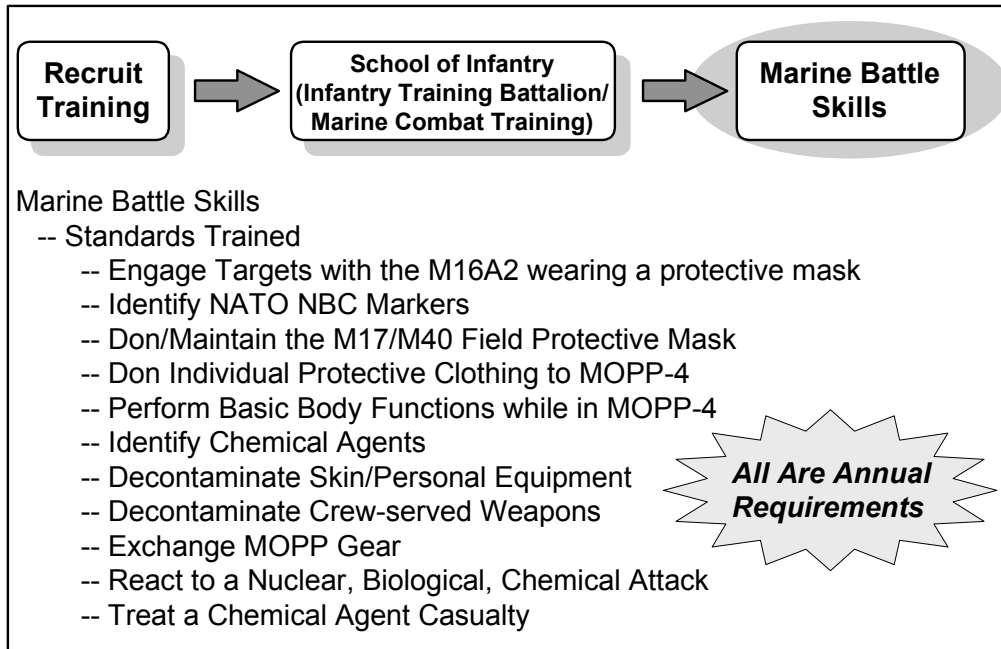 Recruit
Training
School of Infantry
(Infantry Training Battalion/
Marine Combat Training)
Marine Battle
Skills
Marine Battle Skills
-- Standards Trained
-- Engage Targets with the M16A2 wearing a protective mask
-- Identify NATO NBC Markers
-- Don/Maintain the M17/M40 Field Protective Mask
-- Don Individual Protective Clothing to MOPP-4
-- Perform Basic Body Functions while in MOPP-4
-- Identify Chemical Agents
-- Decontaminate Skin/Personal Equipment
-- Decontaminate Crew-served Weapons
-- Exchange MOPP Gear
-- React to a Nuclear, Biological, Chemical Attack
-- Treat a Chemical Agent Casualty
All Are Annual
Requirements